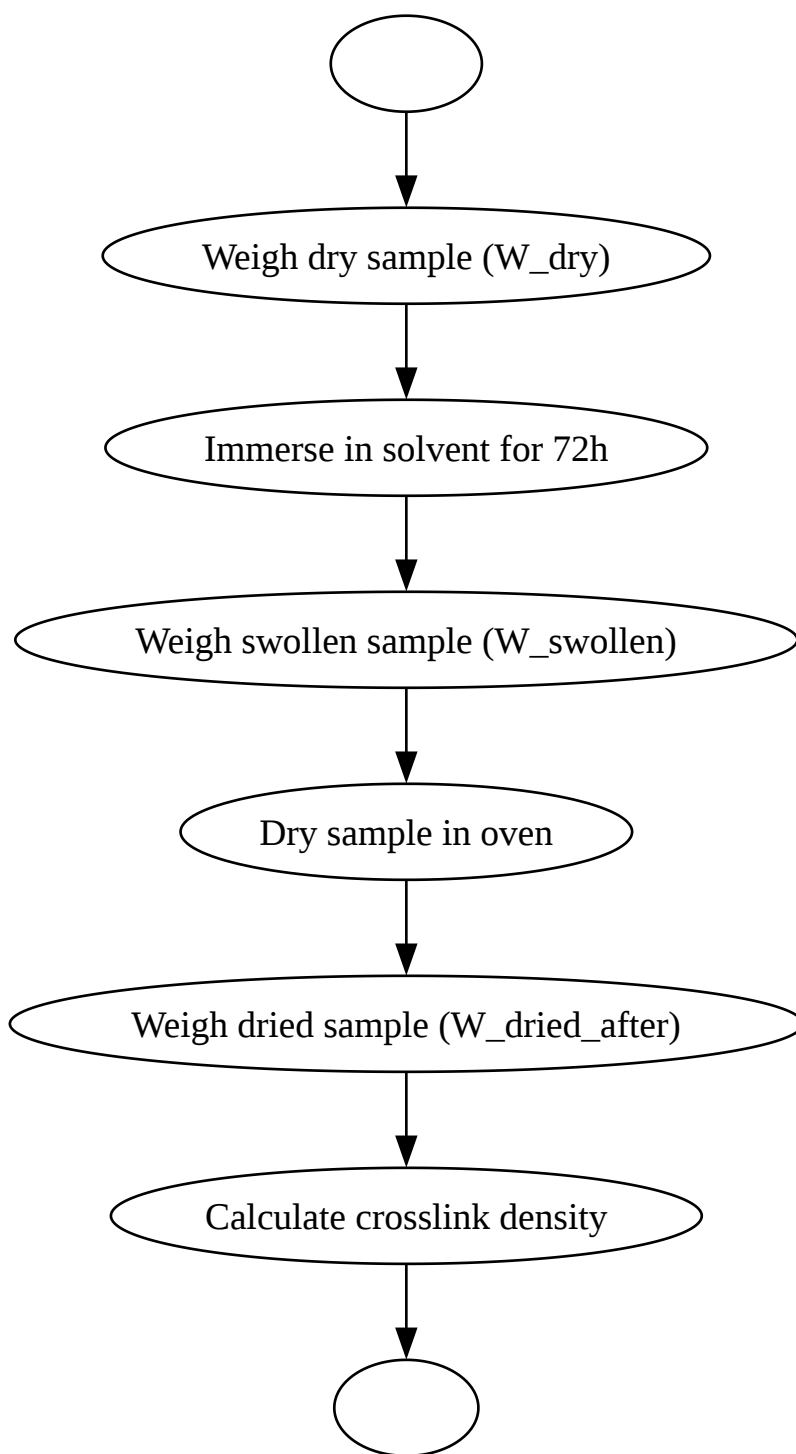 Weigh dry sample (W_dry)
Immerse in solvent for 72h
Weigh swollen sample (W_swollen)
Dry sample in oven
Weigh dried sample (W_dried_after)
Calculate crosslink density